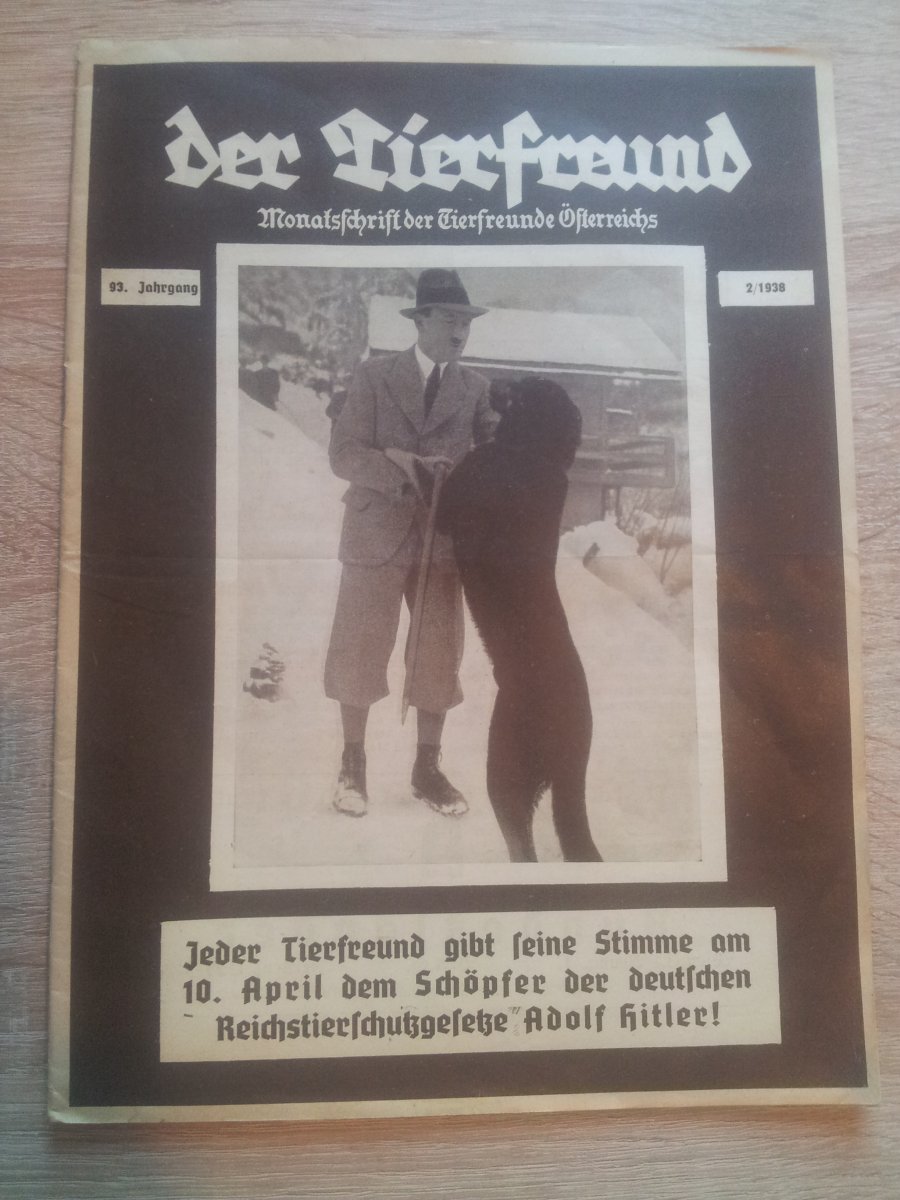 der Tierfreund
Monatsschrift der Tierfreunde Österreichs
93. Jahrgang
2/1938
Jeder Tierfreund gibt seine Stimme am
10. April dem Schöpfer der deutschen
Reichstierschutzgesetze Adolf Hitler!